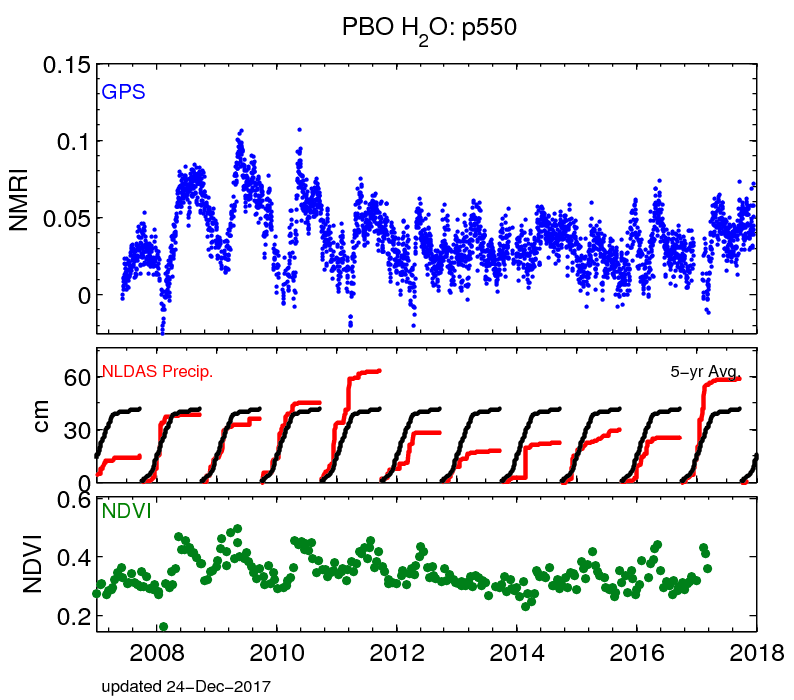 PBO H₂O: p550
0.15
GPS
0.1
NMRI
0.05
0
NLDAS Precip.
5−yr Avg.
60
cm
30
0
0.6
NDVI
0.4
NDVI
0.2
2008 2010 2012 2014 2016 2018
updated 24−Dec−2017